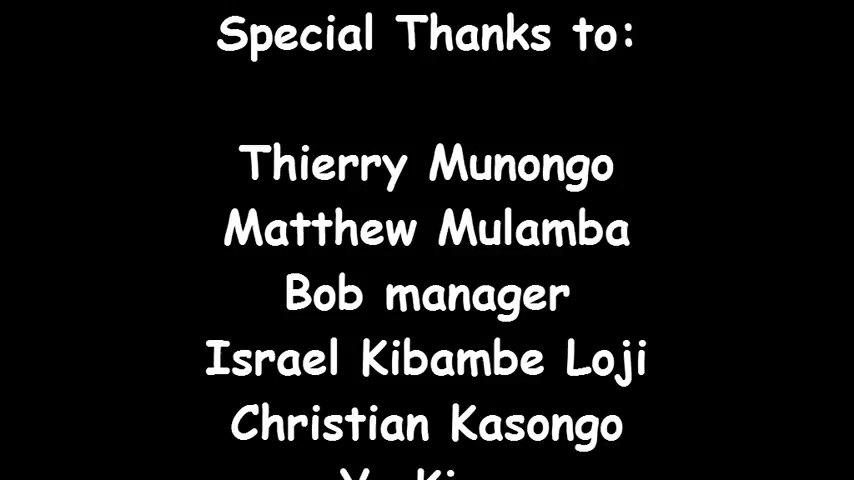 Special Thanks to:
Thierry Munongo
Matthew Mulamba
Bob manager
Israel Kibambe Loji
Christian Kasongo